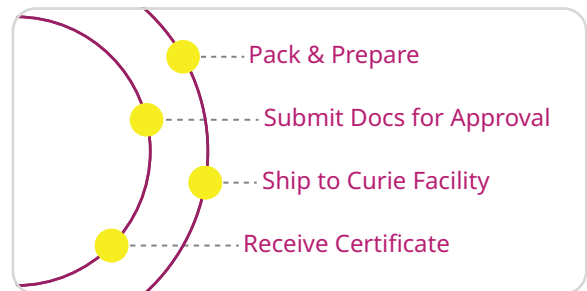 Pack & Prepare
Submit Docs for Approval
Ship to Curie Facility
Receive Certificate